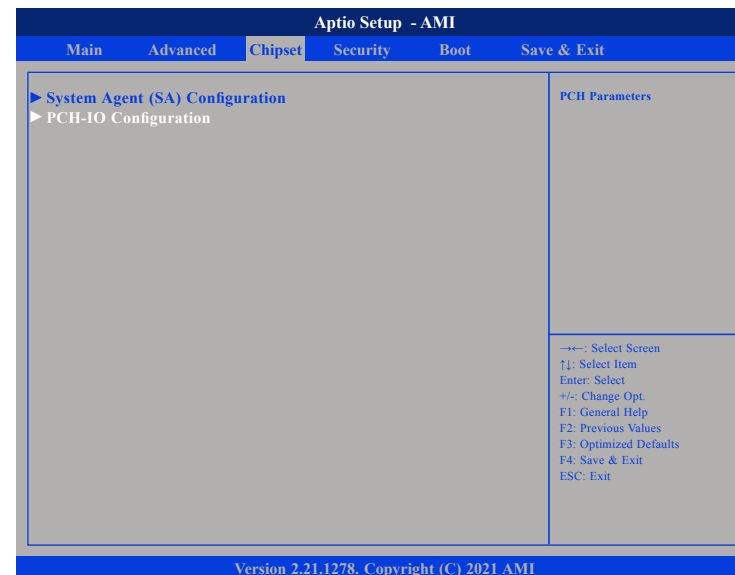 Aptio Setup - AMI
Main Advanced Chipset Security Boot Save & Exit
▶ System Agent (SA) Configuration
▶ PCH-IO Configuration
PCH Parameters
→←: Select Screen
↑↓: Select Item
Enter: Select
+/-: Change Opt.
F1: General Help
F2: Previous Values
F3: Optimized Defaults
F4: Save & Exit
ESC: Exit
Version 2.21.1278. Copyright (C) 2021 AMI